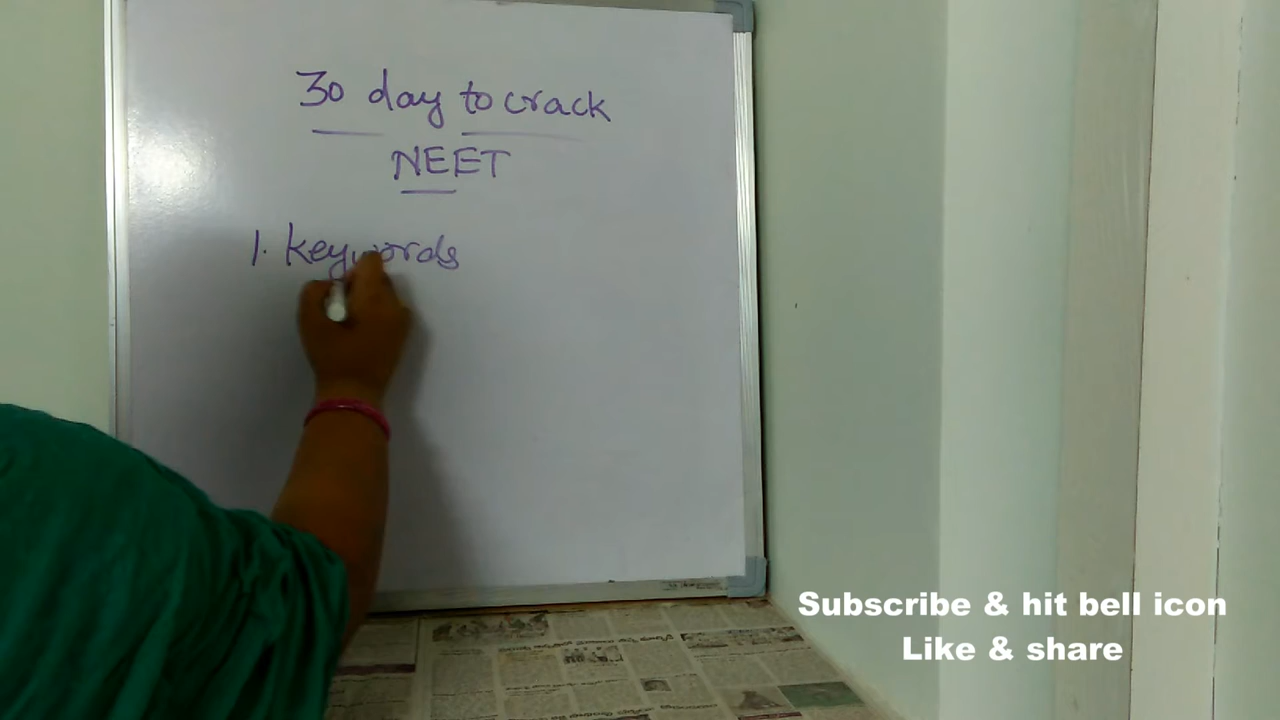 30 day to crack
NEET
1. Keywords
Subscribe & hit bell icon
Like & share